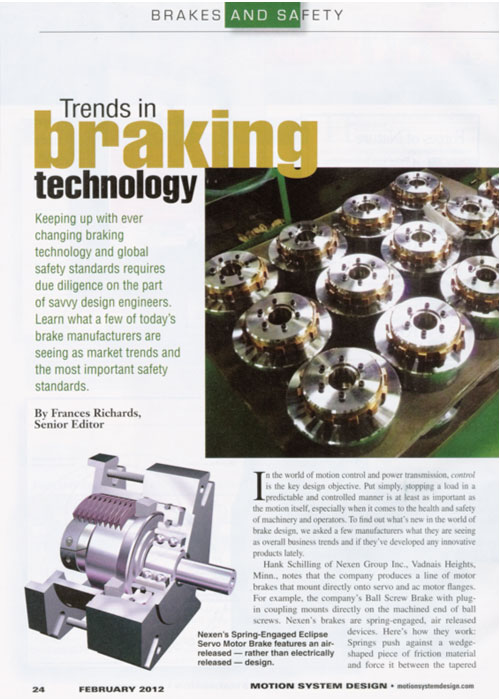 BRAKES AND SAFETY
Trends in
braking
technology
Keeping up with ever
changing braking
technology and global
safety standards requires
due diligence on the part
of savvy design engineers.
Learn what a few of today's
brake manufacturers are
seeing as market trends and
the most important safety
standards.
By Frances Richards,
Senior Editor
In the world of motion control and power transmission, control
is the key design objective. Put simply, stopping a load in a
predictable and controlled manner is at least as important as
the motion itself, especially when it comes to the health and safety
of machinery and operators. To find out what's new in the world of
brake design, we asked a few manufacturers what they are seeing
as overall business trends and if they've developed any innovative
products lately.
Hank Schilling of Nexen Group Inc., Vadnais Heights,
Minn., notes that the company produces a line of motor
brakes that mount directly onto servo and ac motor flanges.
For example, the company's Ball Screw Brake with plug-
in coupling mounts directly on the machined end of ball
screws. Nexen's brakes are spring-engaged, air released
devices. Here's how they work:
Springs push against a wedge-
shaped piece of friction material
and force it between the tapered
Nexen's Spring-Engaged Eclipse
Servo Motor Brake features an air-
released — rather than electrically
released — design.
24 FEBRUARY 2012 MOTION SYSTEM DESIGN • motionsystemdesign.com